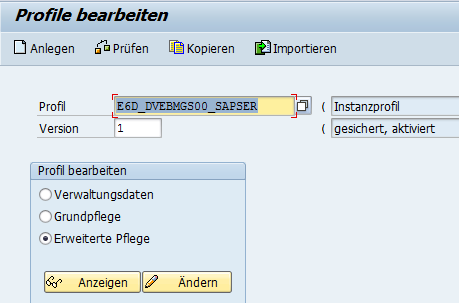 Profile bearbeiten
Anlegen Prüfen Kopieren Importieren
Profil E6D_DVEBMGS00_SAPSER ( Instanzprofil
Version 1 ( gesichert, aktiviert
Profil bearbeiten
Verwaltungsdaten
Grundpflege
Erweiterte Pflege
Anzeigen Ändern